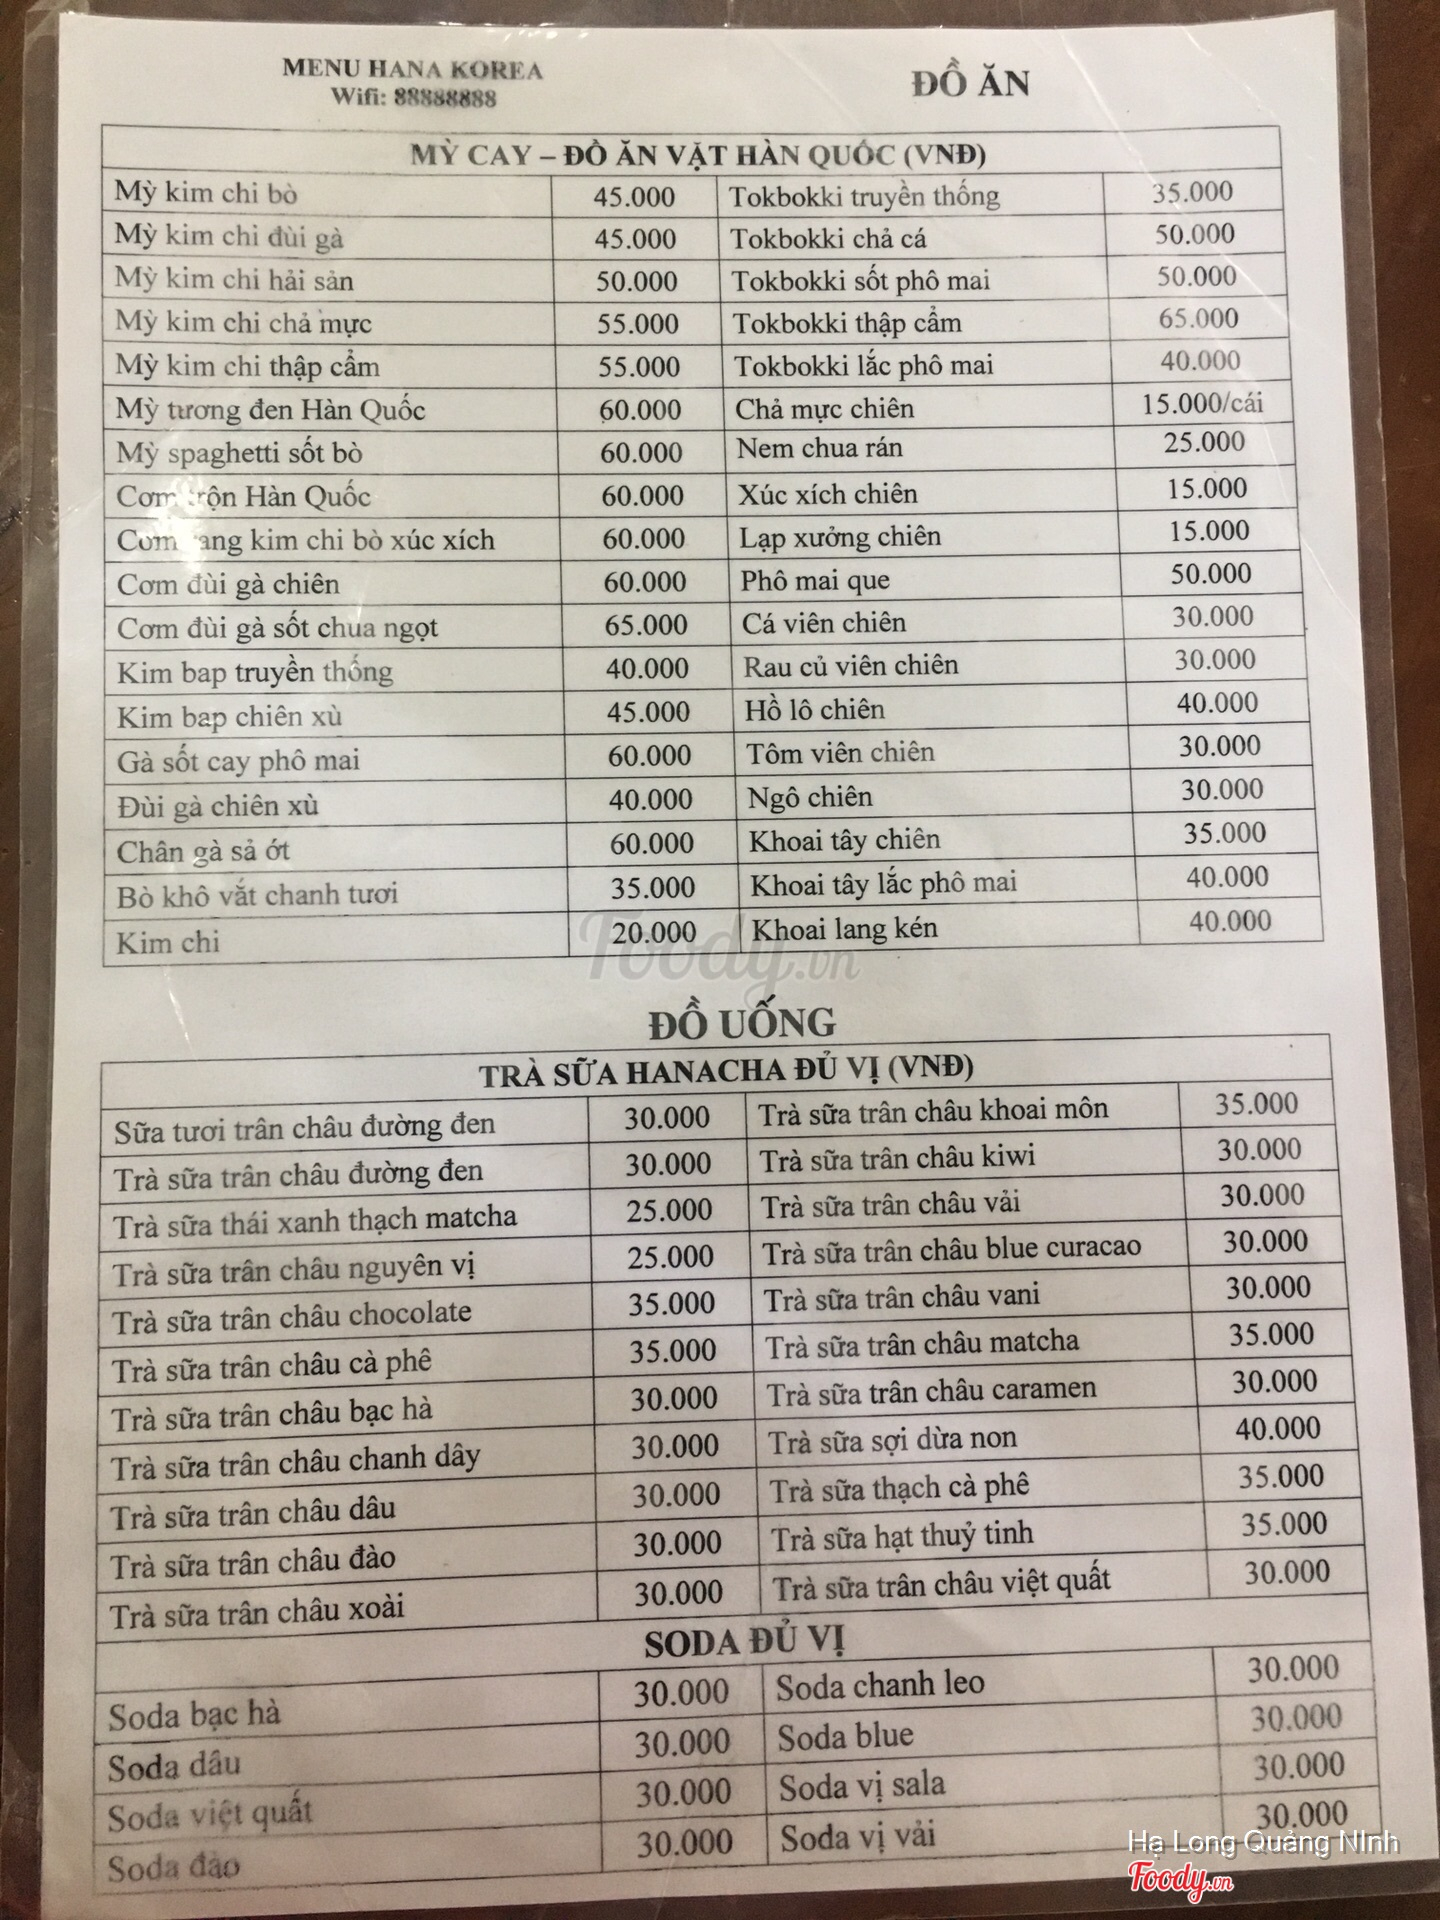 MENU HANA KOREA
Wifi: 88888888
ĐỒ ĂN
MỲ CAY – ĐỒ ĂN VẶT HÀN QUỐC (VNĐ)
Mỳ kim chi bò 45.000 Tokbokki truyền thống 35.000
Mỳ kim chi đùi gà 45.000 Tokbokki chả cá 50.000
Mỳ kim chi hải sản 50.000 Tokbokki sốt phô mai 50.000
Mỳ kim chi chả mực 55.000 Tokbokki thập cẩm 65.000
Mỳ kim chi thập cẩm 55.000 Tokbokki lắc phô mai 40.000
Mỳ tương đen Hàn Quốc 60.000 Chả mực chiên 15.000/cái
Mỳ spaghetti sốt bò 60.000 Nem chua rán 25.000
Cơm trộn Hàn Quốc 60.000 Xúc xích chiên 15.000
Cơm rang kim chi bò xúc xích 60.000 Lạp xưởng chiên 15.000
Cơm đùi gà chiên 60.000 Phô mai que 50.000
Cơm đùi gà sốt chua ngọt 65.000 Cá viên chiên 30.000
Kim bap truyền thống 40.000 Rau củ viên chiên 30.000
Kim bap chiên xù 45.000 Hồ lô chiên 40.000
Gà sốt cay phô mai 60.000 Tôm viên chiên 30.000
Đùi gà chiên xù 40.000 Ngô chiên 30.000
Chân gà sả ớt 60.000 Khoai tây chiên 35.000
Bò khô vắt chanh tươi 35.000 Khoai tây lắc phô mai 40.000
Kim chi 20.000 Khoai lang kén 40.000
Foody.vn
ĐỒ UỐNG
TRÀ SỮA HANACHA ĐỦ VỊ (VNĐ)
Sữa tươi trân châu đường đen 30.000 Trà sữa trân châu khoai môn 35.000
Trà sữa trân châu đường đen 30.000 Trà sữa trân châu kiwi 30.000
Trà sữa thái xanh thạch matcha 25.000 Trà sữa trân châu vải 30.000
Trà sữa trân châu nguyên vị 25.000 Trà sữa trân châu blue curacao 30.000
Trà sữa trân châu chocolate 35.000 Trà sữa trân châu vani 30.000
Trà sữa trân châu cà phê 35.000 Trà sữa trân châu matcha 35.000
Trà sữa trân châu bạc hà 30.000 Trà sữa trân châu caramen 30.000
Trà sữa trân châu chanh dây 30.000 Trà sữa sợi dừa non 40.000
Trà sữa trân châu dâu 30.000 Trà sữa thạch cà phê 35.000
Trà sữa trân châu đào 30.000 Trà sữa hạt thuỷ tinh 35.000
Trà sữa trân châu xoài 30.000 Trà sữa trân châu việt quất 30.000
SODA ĐỦ VỊ
Soda bạc hà 30.000 Soda chanh leo 30.000
Soda dâu 30.000 Soda blue 30.000
Soda việt quất 30.000 Soda vị sala 30.000
Soda đào 30.000 Soda vị vải 30.000
Hạ Long Quảng NInh
Foody.vn